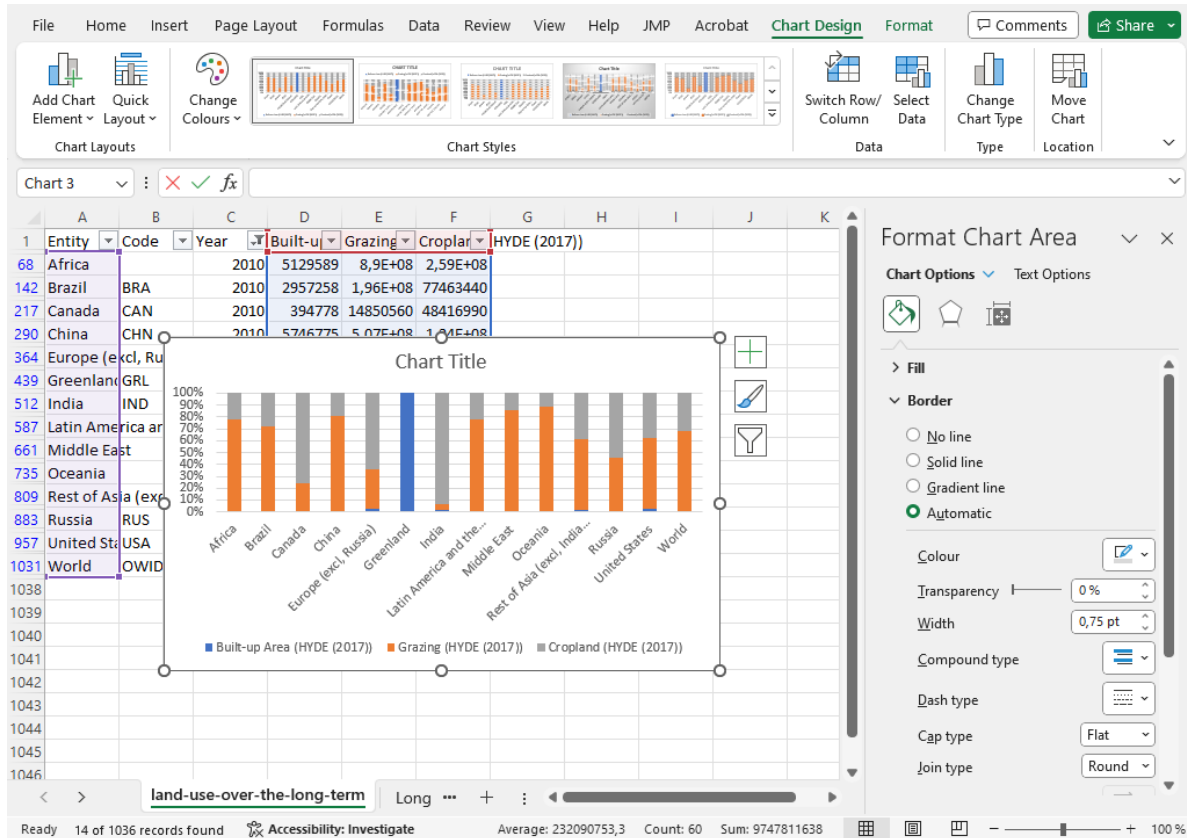 File Home Insert Page Layout Formulas Data Review View Help JMP Acrobat Chart Design Format Comments Share
Add Chart Element
Quick Layout
Change Colours
Switch Row/ Column
Select Data
Change Chart Type
Move Chart
Chart Layouts Chart Styles Data Type Location
Chart 3 fx
A B C D E F G H I J K
1 Entity Code Year Built-up Grazing Croplar HYDE (2017))
68 Africa 2010 5129589 8,9E+08 2,59E+08
142 Brazil BRA 2010 2957258 1,96E+08 77463440
217 Canada CAN 2010 394778 14850560 48416990
290 China CHN 2010 5746775 5,07E+08
364 Europe (excl, Ru
439 Greenland GRL
512 India IND
587 Latin America ar
661 Middle East
735 Oceania
809 Rest of Asia (exc
883 Russia RUS
957 United Sta USA
1031 World OWID
1038
1039
1040
1041
1042
1043
1044
1045
1046
Chart Title
100%
90%
80%
70%
60%
50%
40%
30%
20%
10%
0%
Africa
Brazil
Canada
China
Europe (excl, Russia)
Greenland
India
Latin America and the...
Middle East
Oceania
Rest of Asia (excl, India...
Russia
United States
World
Built-up Area (HYDE (2017)) Grazing (HYDE (2017)) Cropland (HYDE (2017))
Format Chart Area
Chart Options Text Options
Fill
Border
No line
Solid line
Gradient line
Automatic
Colour
Transparency 0 %
Width 0,75 pt
Compound type
Dash type
Cap type Flat
Join type Round
land-use-over-the-long-term Long ...
Ready 14 of 1036 records found Accessibility: Investigate Average: 232090753,3 Count: 60 Sum: 9747811638 100 %